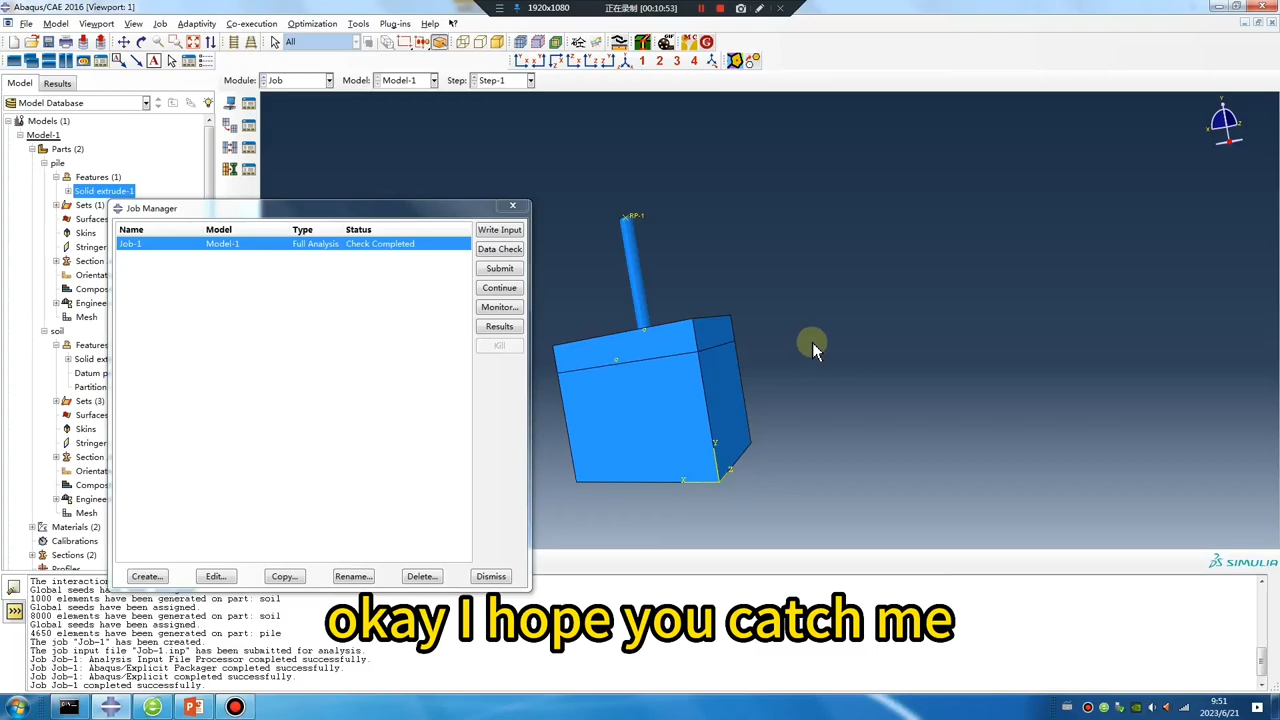 Abaqus/CAE 2016 [Viewport: 1]
1920x1080
正在录制 00:10:53
File Model Viewport View Job Adaptivity Co-execution Optimization Tools Plug-ins Help
All
1 2 3 4
Model Results
Module: Job Model: Model-1 Step: Step-1
Model Database
Models (1)
Model-1
Parts (2)
pile
Features (1)
Solid extrude-1
Sets (1)
Surfaces
Skins
Stringer
Section
Orientat
Compos
Engineer
Mesh
soil
Features
Solid ext
Datum p
Partition
Sets (3)
Surfaces
Skins
Stringer
Section
Orientat
Compos
Engineer
Mesh
Materials (2)
Calibrations
Sections (2)
Profiles
Job Manager
Name Model Type Status
Job-1 Model-1 Full Analysis Check Completed
Write Input
Data Check
Submit
Continue
Monitor...
Results
Kill
Create... Edit... Copy... Rename... Delete... Dismiss
RP-1
Y
X
Z
SIMULIA
The interaction
Global seeds have been assigned.
1000 elements have been generated on part: soil
Global seeds have been assigned.
8000 elements have been generated on part: soil
Global seeds have been assigned.
4650 elements have been generated on part: pile
The job "Job-1" has been created.
The job input file "Job-1.inp" has been submitted for analysis.
Job Job-1: Analysis Input File Processor completed successfully.
Job Job-1: Abaqus/Explicit Packager completed successfully.
Job Job-1: Abaqus/Explicit completed successfully.
Job Job-1 completed successfully.
okay I hope you catch me
9:51
2023/6/21